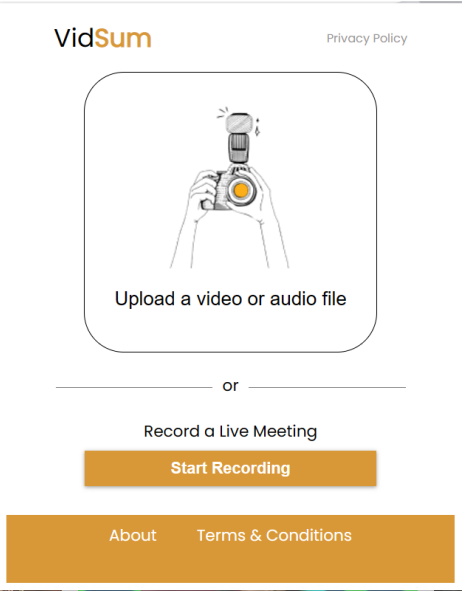 VidSum
Privacy Policy
Upload a video or audio file
or
Record a Live Meeting
Start Recording
About
Terms & Conditions